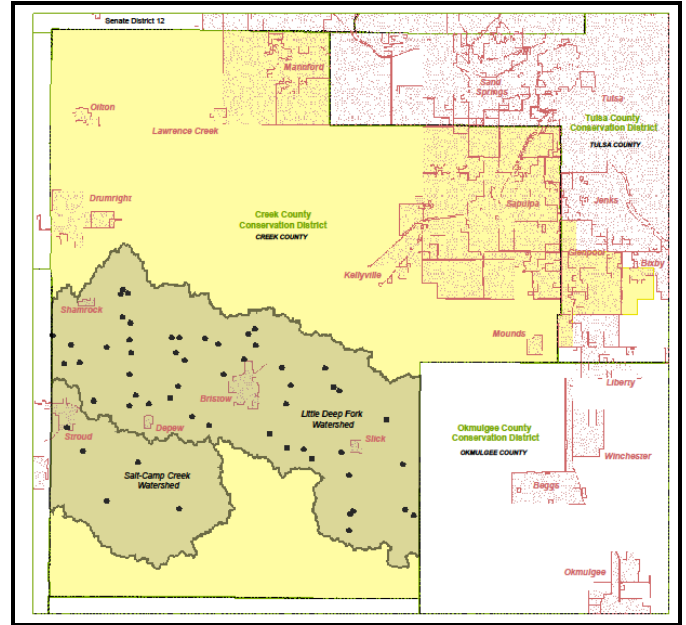 Senate District 12
Mannford
Sand
Springs
Tulsa
Oilton
Lawrence Creek
Tulsa County
Conservation District
TULSA COUNTY
Drumright
Creek County
Conservation District
CREEK COUNTY
Sapulpa
Jenks
Kellyville
Glenpool
Bixby
Shamrock
Mounds
Bristow
Liberty
Little Deep Fork
Watershed
Stroud
Depew
Slick
Okmulgee County
Conservation District
OKMULGEE COUNTY
Winchester
Salt-Camp Creek
Watershed
Beggs
Okmulgee